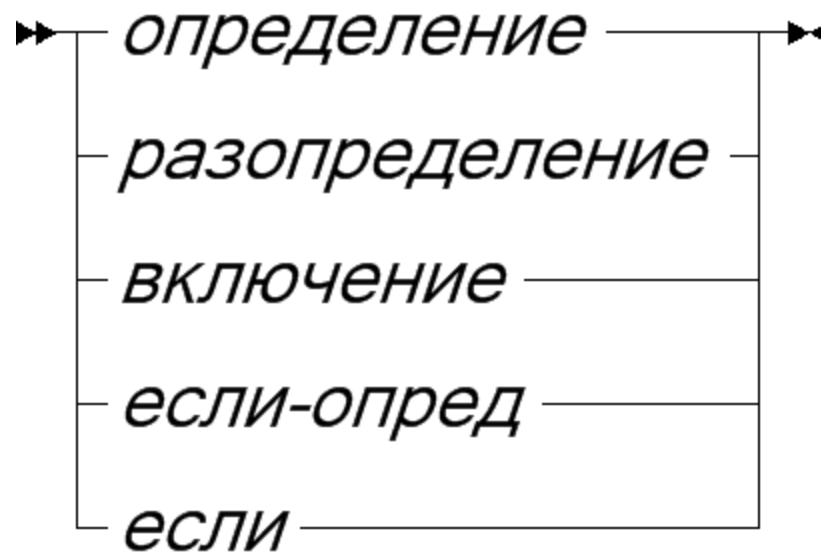 определение
разопределение
включение
если-опред
если